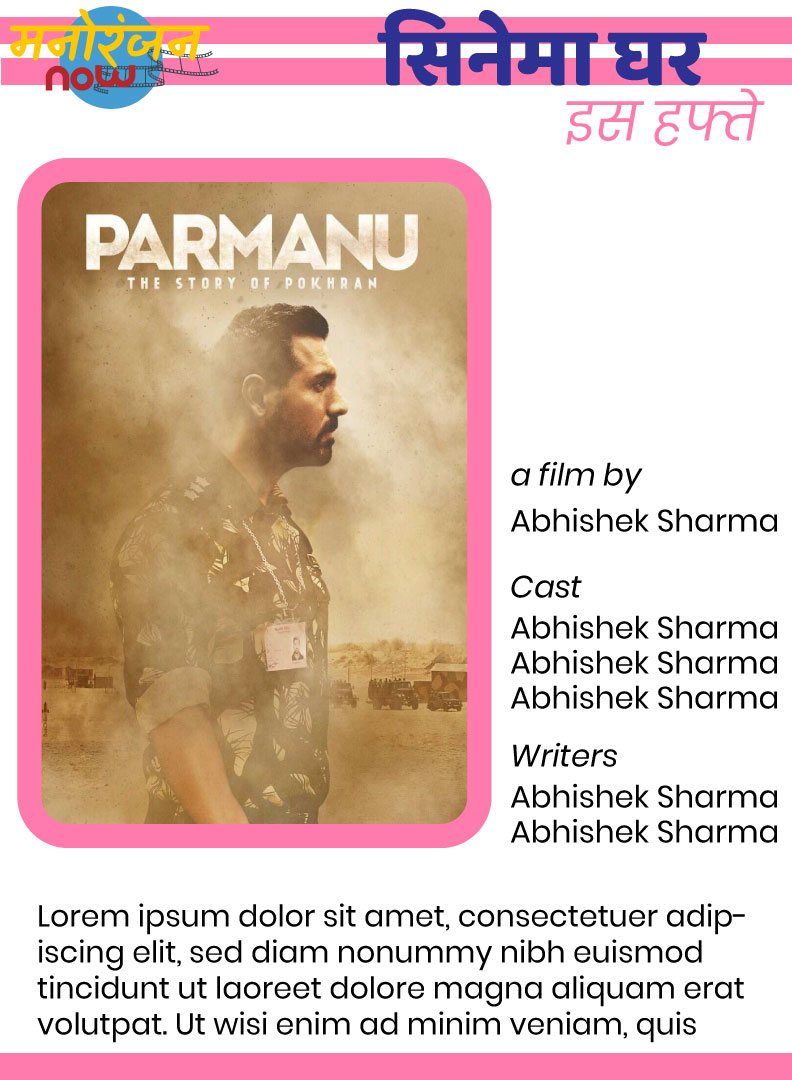 मनोरंजन
now
सिनेमा घर
इस हफ्ते
PARMANU
THE STORY OF POKHRAN
a film by
Abhishek Sharma
Cast
Abhishek Sharma
Abhishek Sharma
Abhishek Sharma
Writers
Abhishek Sharma
Abhishek Sharma
Lorem ipsum dolor sit amet, consectetuer adip-
iscing elit, sed diam nonummy nibh euismod
tincidunt ut laoreet dolore magna aliquam erat
volutpat. Ut wisi enim ad minim veniam, quis